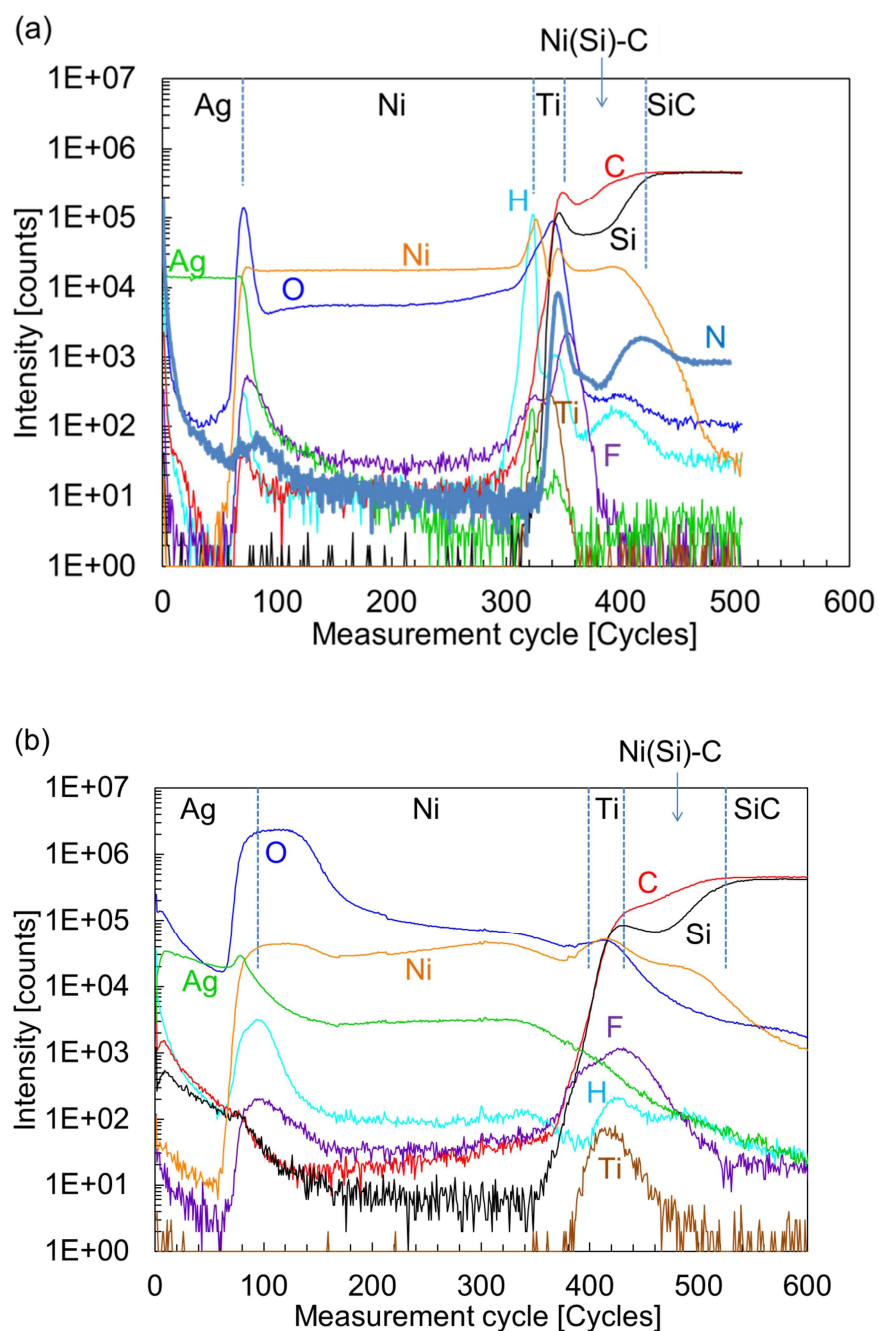 (a)
Ni(Si)-C
1E+07
Ag Ni Ti SiC
1E+06
C
H
1E+05
Si
Ni
Ag
1E+04
O
1E+03
N
Ti
1E+02
F
1E+01
1E+00
Intensity [counts]
0 100 200 300 400 500 600
Measurement cycle [Cycles]
(b)
Ni(Si)-C
1E+07
Ag Ni Ti SiC
1E+06
O
C
1E+05
Si
Ni
Ag
1E+04
F
1E+03
H
1E+02
Ti
1E+01
1E+00
Intensity [counts]
0 100 200 300 400 500 600
Measurement cycle [Cycles]